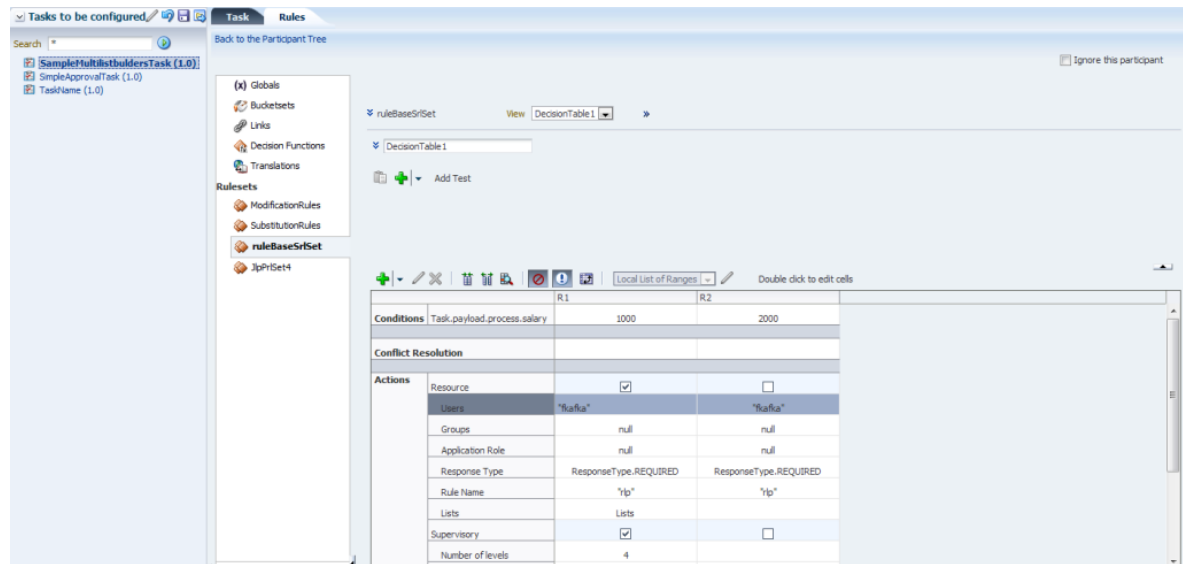 Tasks to be configured
Task Rules
Search *
Back to the Participant Tree
SampleMultilistbuldersTask (1.0)
SmpleApprovalTask (1.0)
TaskName (1.0)
Ignore this participant
(x) Globals
Bucketsets
Links
Decision Functions
Translations
Rulesets
ModificationRules
SubstitutionRules
ruleBaseSrlSet
JlpPrlSet4
ruleBaseSrlSet View DecisionTable1 »
DecisionTable1
Add Test
Local List of Ranges Double click to edit cells
R1 R2
Conditions Task.payload.process.salary 1000 2000
Conflict Resolution
Actions Resource
Users "fkafka" "fkafka"
Groups null null
Application Role null null
Response Type ResponseType.REQUIRED ResponseType.REQUIRED
Rule Name "rlp" "rlp"
Lists Lists
Supervisory
Number of levels 4